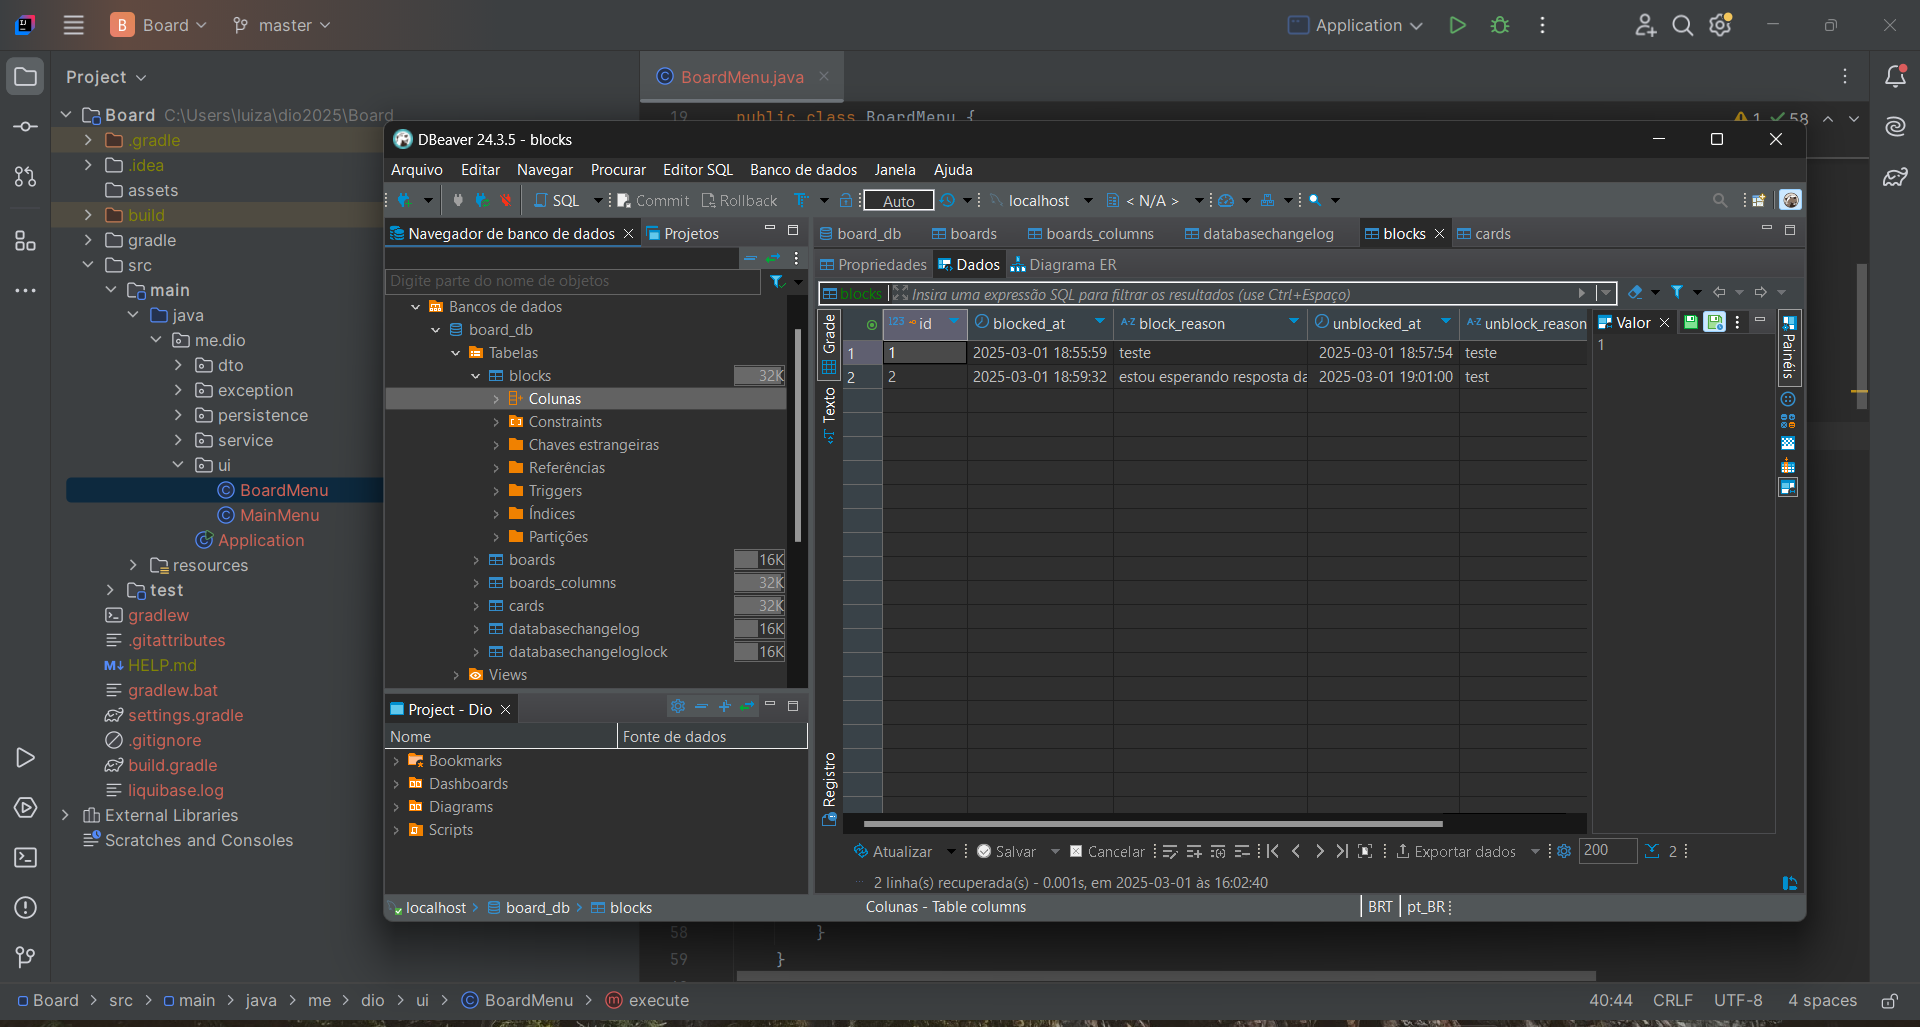 B Board master
Application
Project
BoardMenu.java
Board C:\Users\luiza\dio2025\Board
.gradle
.idea
assets
build
gradle
src
main
java
me.dio
dto
exception
persistence
service
ui
BoardMenu
MainMenu
Application
resources
test
gradlew
.gitattributes
M↓ HELP.md
gradlew.bat
settings.gradle
.gitignore
build.gradle
liquibase.log
External Libraries
Scratches and Consoles
19 public class BoardMenu {
1 58
DBeaver 24.3.5 - blocks
Arquivo Editar Navegar Procurar Editor SQL Banco de dados Janela Ajuda
SQL Commit Rollback Auto localhost < N/A >
Navegador de banco de dados Projetos
Digite parte do nome de objetos
Bancos de dados
board_db
Tabelas
blocks 32K
Colunas
Constraints
Chaves estrangeiras
Referências
Triggers
Índices
Partições
boards 16K
boards_columns 32K
cards 32K
databasechangelog 16K
databasechangeloglock 16K
Views
Project - Dio
Nome Fonte de dados
Bookmarks
Dashboards
Diagrams
Scripts
board_db boards boards_columns databasechangelog blocks cards
Propriedades Dados Diagrama ER
blocks Insira uma expressão SQL para filtrar os resultados (use Ctrl+Espaço)
Grade
Texto
Registro
123 id blocked_at A-Z block_reason unblocked_at A-Z unblock_reason
1 1 2025-03-01 18:55:59 teste 2025-03-01 18:57:54 teste
2 2 2025-03-01 18:59:32 estou esperando resposta da 2025-03-01 19:01:00 test
Valor
1
Painéis
Atualizar Salvar Cancelar Exportar dados 200 2
2 linha(s) recuperada(s) - 0.001s, em 2025-03-01 às 16:02:40
localhost board_db blocks Colunas - Table columns BRT pt_BR
58 }
59 }
Board src main java me dio ui BoardMenu m execute
40:44 CRLF UTF-8 4 spaces